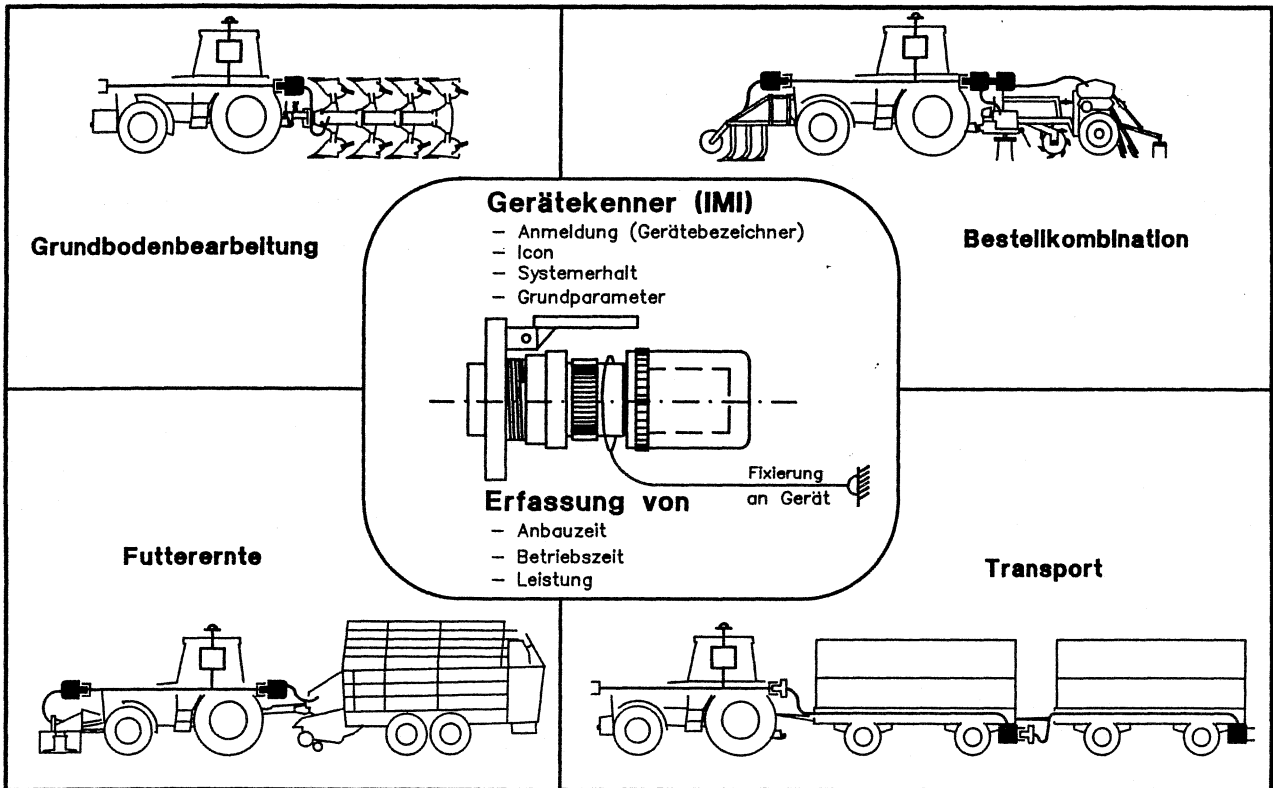 Grundbodenbearbeitung
Bestellkombination
Gerätekenner (IMI)
– Anmeldung (Gerätebezeichner)
– Icon
– Systemerhalt
– Grundparameter
Fixierung
an Gerät
Erfassung von
– Anbauzeit
– Betriebszeit
– Leistung
Futterernte
Transport